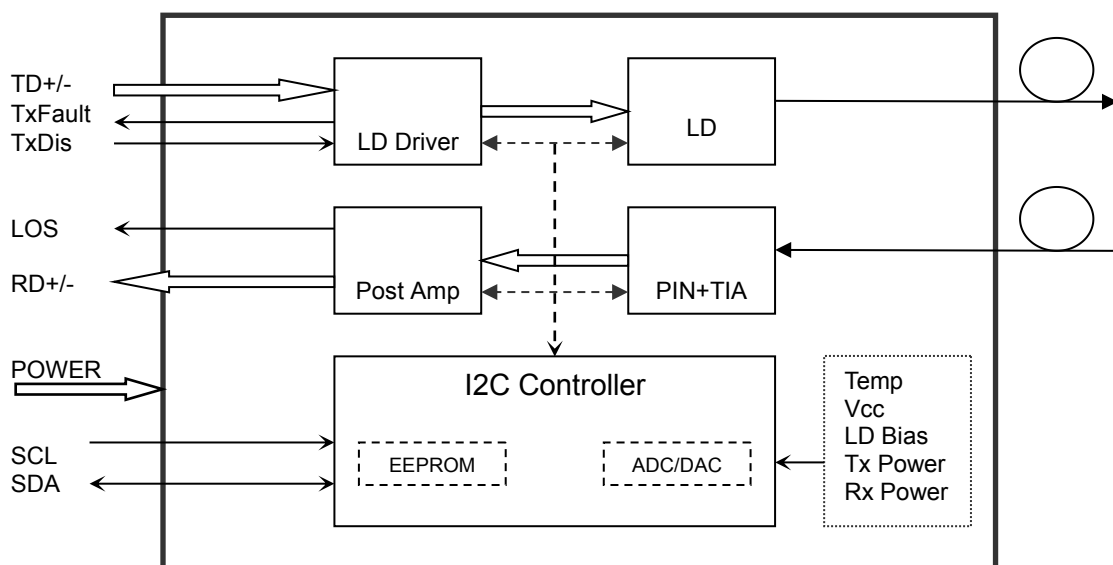 TD+/-
TxFault
TxDis
LD Driver
LD
LOS
RD+/-
Post Amp
PIN+TIA
POWER
I2C Controller
SCL
SDA
EEPROM
ADC/DAC
Temp
Vcc
LD Bias
Tx Power
Rx Power